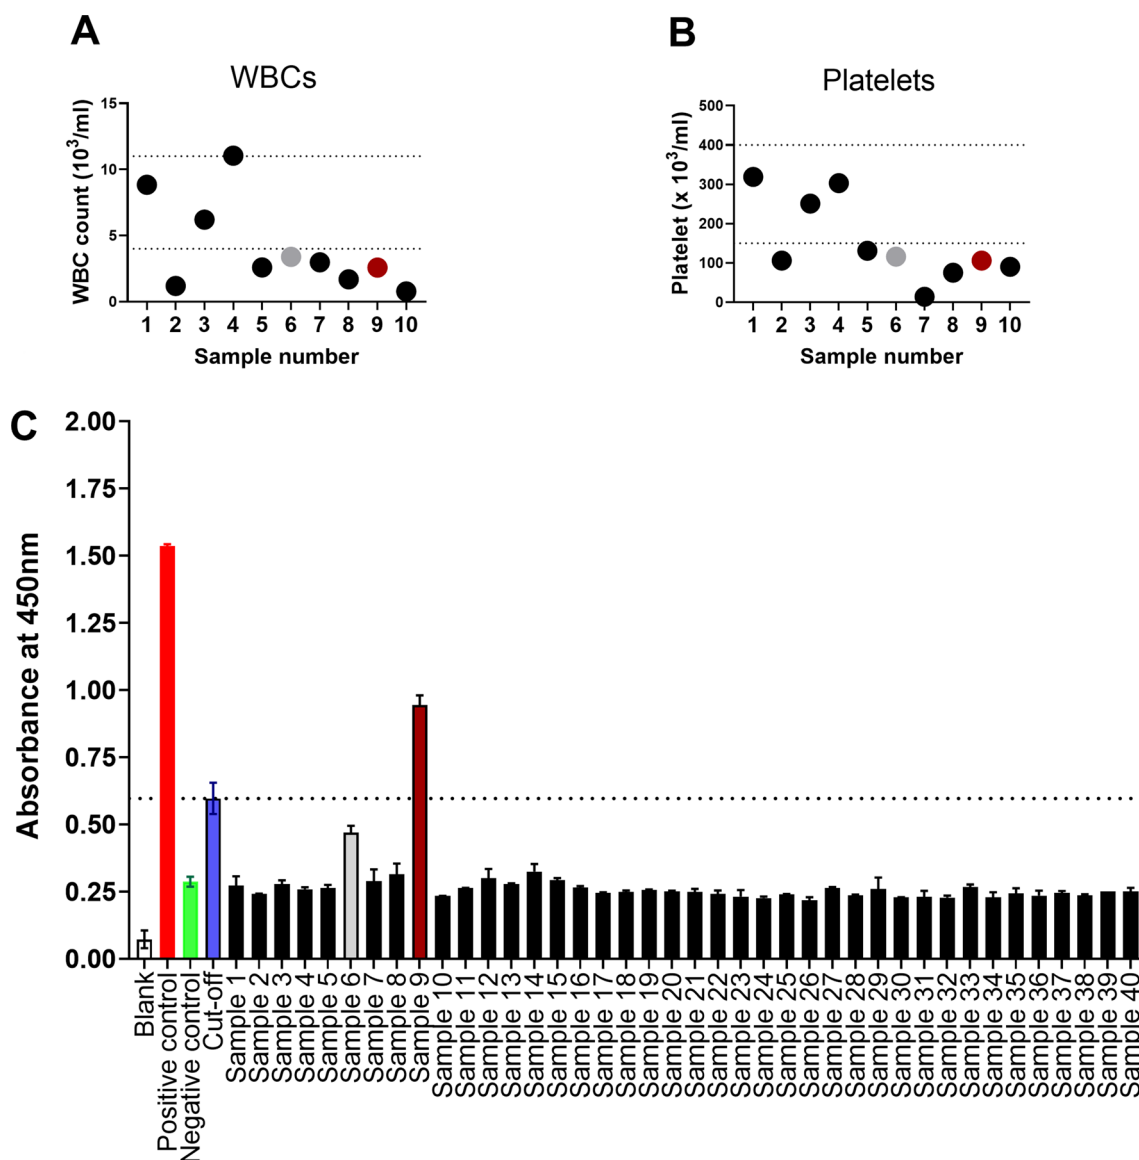 A
WBCs
WBC count (10³/ml)
15
10
5
0
1 2 3 4 5 6 7 8 9 10
Sample number
B
Platelets
Platelet (x 10³/ml)
500
400
300
200
100
0
1 2 3 4 5 6 7 8 9 10
Sample number
C
Absorbance at 450nm
2.00
1.75
1.50
1.25
1.00
0.75
0.50
0.25
0.00
Blank
Positive control
Negative control
Cut-off
Sample 1
Sample 2
Sample 3
Sample 4
Sample 5
Sample 6
Sample 7
Sample 8
Sample 9
Sample 10
Sample 11
Sample 12
Sample 13
Sample 14
Sample 15
Sample 16
Sample 17
Sample 18
Sample 19
Sample 20
Sample 21
Sample 22
Sample 23
Sample 24
Sample 25
Sample 26
Sample 27
Sample 28
Sample 29
Sample 30
Sample 31
Sample 32
Sample 33
Sample 34
Sample 35
Sample 36
Sample 37
Sample 38
Sample 39
Sample 40